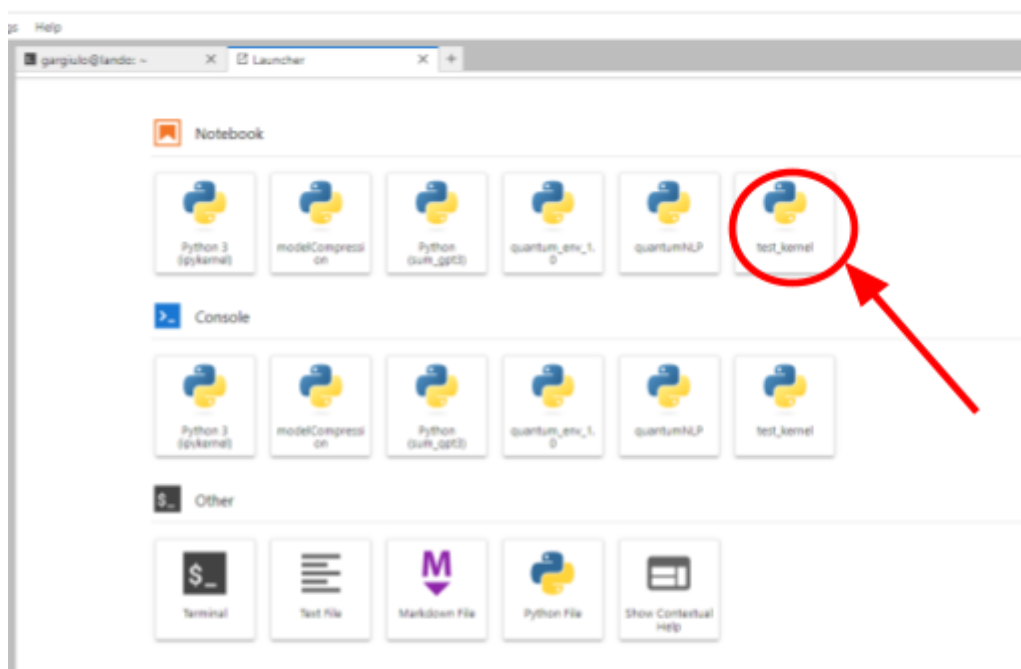 Help
gargiulo@lando: ~ X Launcher X +
Notebook
Python 3
(ipykernel)
modelCompressi
on
Python
(sum_gpt3)
quantum_env_1.
0
quantumNLP
test_kernel
Console
Python 3
(ipykernel)
modelCompressi
on
Python
(sum_gpt3)
quantum_env_1.
0
quantumNLP
test_kernel
$_ Other
$_
Terminal
Text File
M
Markdown File
Python File
Show Contextual
Help